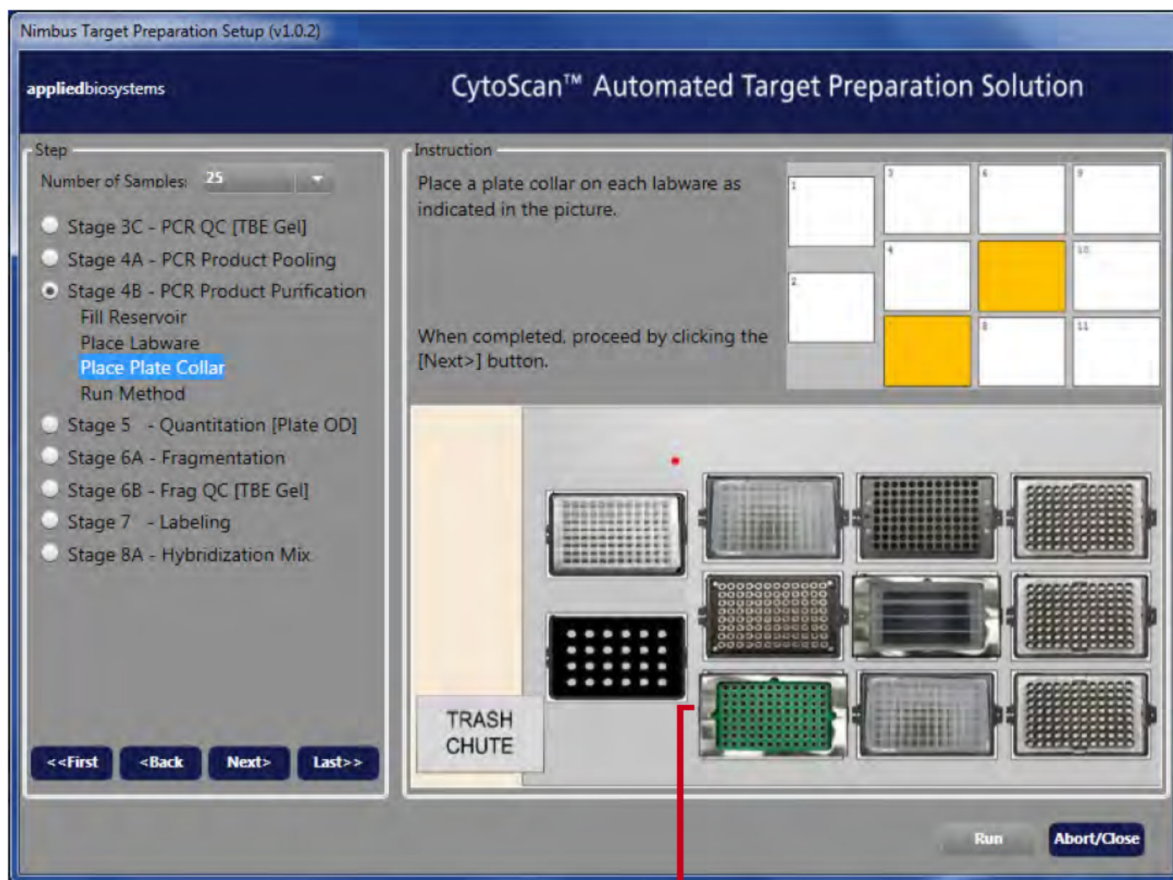 Nimbus Target Preparation Setup (v1.0.2)
appliedbiosystems
CytoScan™ Automated Target Preparation Solution
Step
Number of Samples: 25
Stage 3C - PCR QC [TBE Gel]
Stage 4A - PCR Product Pooling
Stage 4B - PCR Product Purification
Fill Reservoir
Place Labware
Place Plate Collar
Run Method
Stage 5 - Quantitation [Plate OD]
Stage 6A - Fragmentation
Stage 6B - Frag QC [TBE Gel]
Stage 7 - Labeling
Stage 8A - Hybridization Mix
<<First
<Back
Next>
Last>>
Instruction
Place a plate collar on each labware as
indicated in the picture.
When completed, proceed by clicking the
[Next>] button.
1
3
6
9
2
4
10
8
11
TRASH
CHUTE
Run
Abort/Close